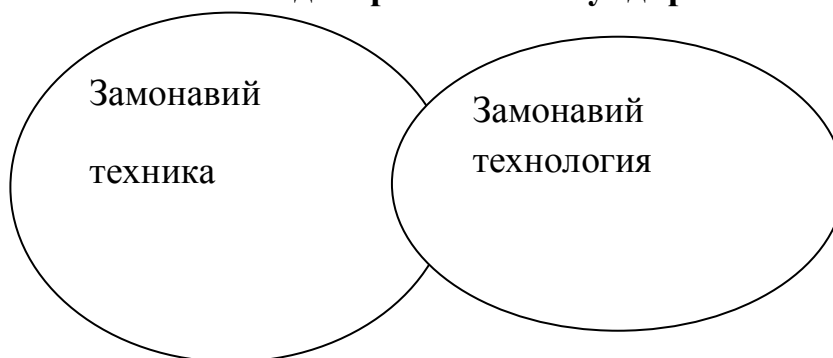 Замонавий
техника
Замонавий
технология